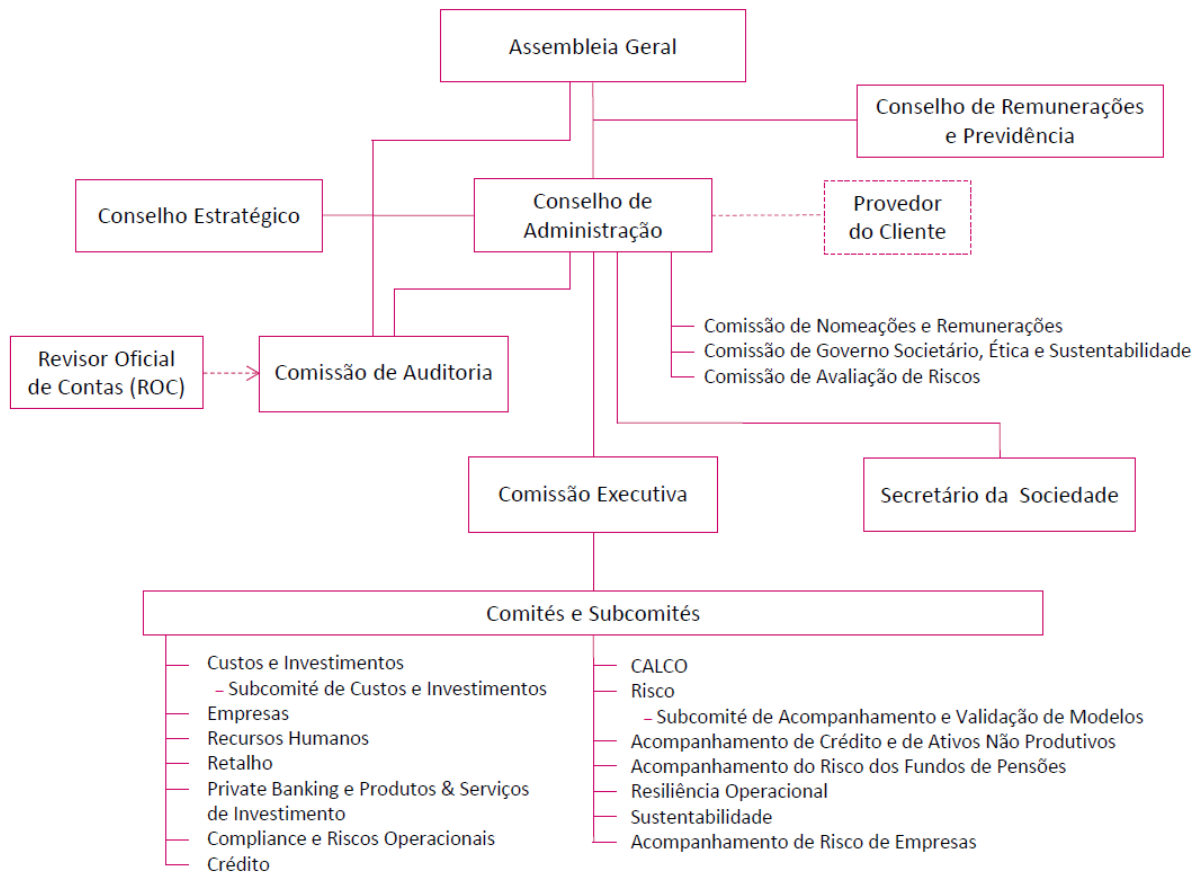 Assembleia Geral
Conselho de Remunerações
e Previdência
Conselho Estratégico
Conselho de
Administração
Provedor
do Cliente
Comissão de Nomeações e Remunerações
Comissão de Governo Societário, Ética e Sustentabilidade
Comissão de Avaliação de Riscos
Revisor Oficial
de Contas (ROC)
Comissão de Auditoria
Comissão Executiva
Secretário da Sociedade
Comités e Subcomités
Custos e Investimentos
– Subcomité de Custos e Investimentos
Empresas
Recursos Humanos
Retalho
Private Banking e Produtos & Serviços
de Investimento
Compliance e Riscos Operacionais
Crédito
CALCO
Risco
– Subcomité de Acompanhamento e Validação de Modelos
Acompanhamento de Crédito e de Ativos Não Produtivos
Acompanhamento do Risco dos Fundos de Pensões
Resiliência Operacional
Sustentabilidade
Acompanhamento de Risco de Empresas